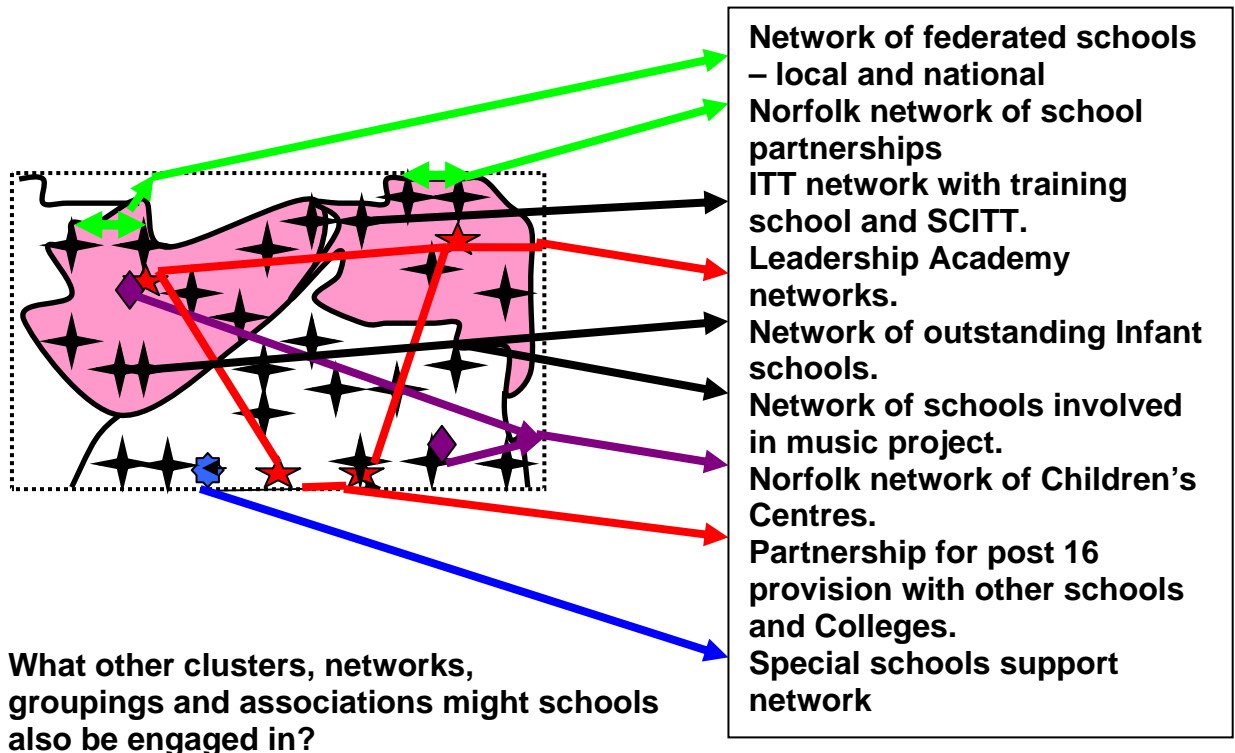 Network of federated schools
– local and national
Norfolk network of school
partnerships
ITT network with training
school and SCITT.
Leadership Academy
networks.
Network of outstanding Infant
schools.
Network of schools involved
in music project.
Norfolk network of Children’s
Centres.
Partnership for post 16
provision with other schools
and Colleges.
Special schools support
network
What other clusters, networks,
groupings and associations might schools
also be engaged in?